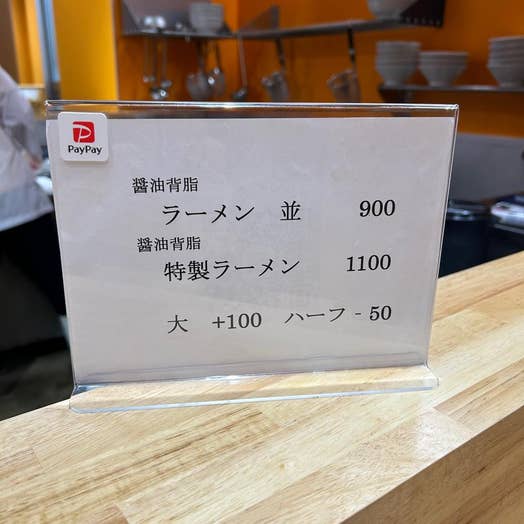 PayPay
醤油背脂
ラーメン 並 900
醤油背脂
特製ラーメン 1100
大 +100 ハーフ - 50